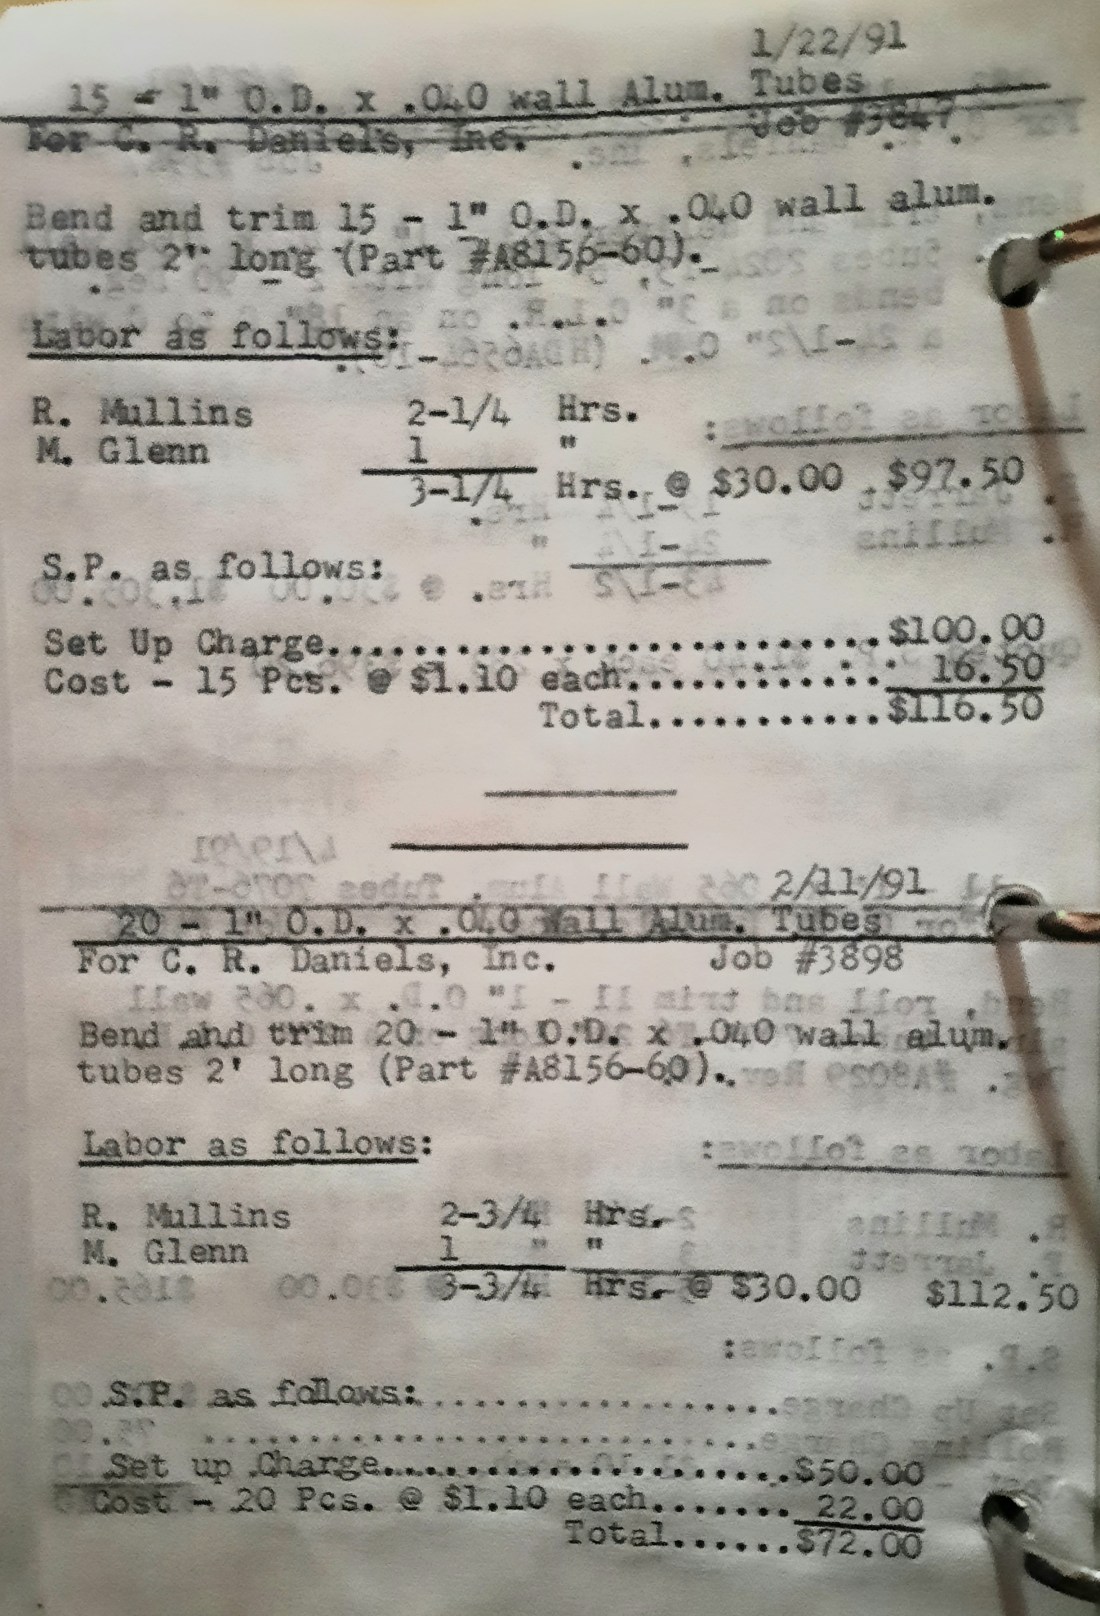 1/22/91
15 - 1" O.D. x .040 wall Alum. Tubes
For C. R. Daniels, Inc. Job #3847
Bend and trim 15 - 1" O.D. x .040 wall alum.
tubes 2' long (Part #A8156-60).
Labor as follows:
R. Mullins 2-1/4 Hrs.
M. Glenn 1 "
3-1/4 Hrs. @ $30.00 $97.50
S.P. as follows:
Set Up Charge..............................$100.00
Cost - 15 Pcs. @ $1.10 each.............. 16.50
Total............$116.50
2/11/91
20 - 1" O.D. x .040 Wall Alum. Tubes
For C. R. Daniels, Inc. Job #3898
Bend and trim 20 - 1" O.D. x .040 wall alum.
tubes 2' long (Part #A8156-60).
Labor as follows:
R. Mullins 2-3/4 Hrs.
M. Glenn 1 "
3-3/4 Hrs. @ $30.00 $112.50
S.P. as follows:
Set up Charge.......................$50.00
Cost - 20 Pcs. @ $1.10 each........ 22.00
Total......$72.00